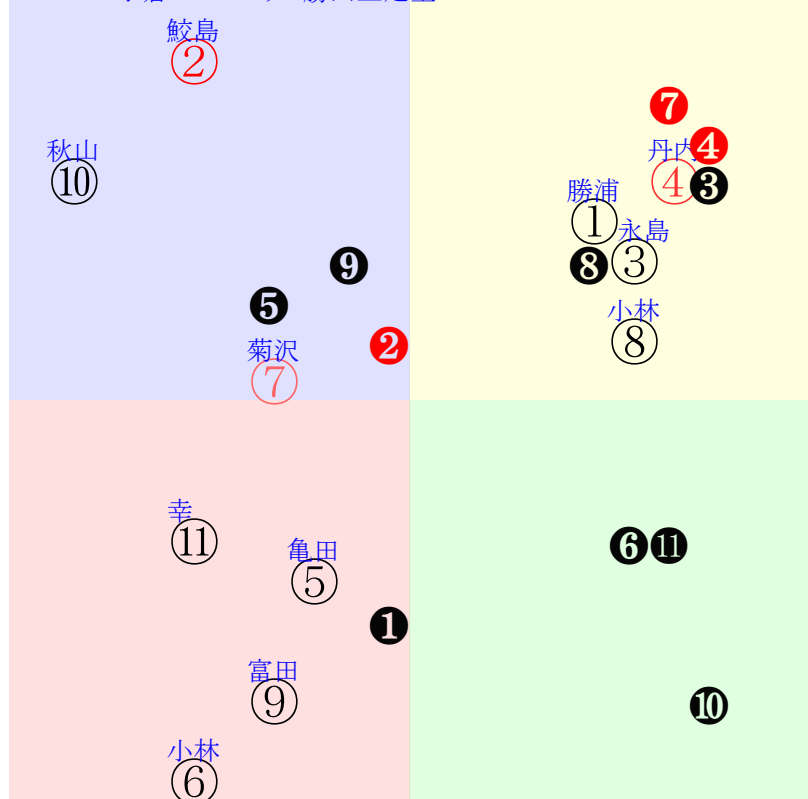 鮫島
②
❼
秋山
⑩
丹内
④
❹
❸
勝浦
①
永島
③
❾
❽
❺
小林
⑧
菊沢
⑦
❷
幸
⑪
亀田
⑤
❻
⓫
❶
富田
⑨
❿
小林
⑥